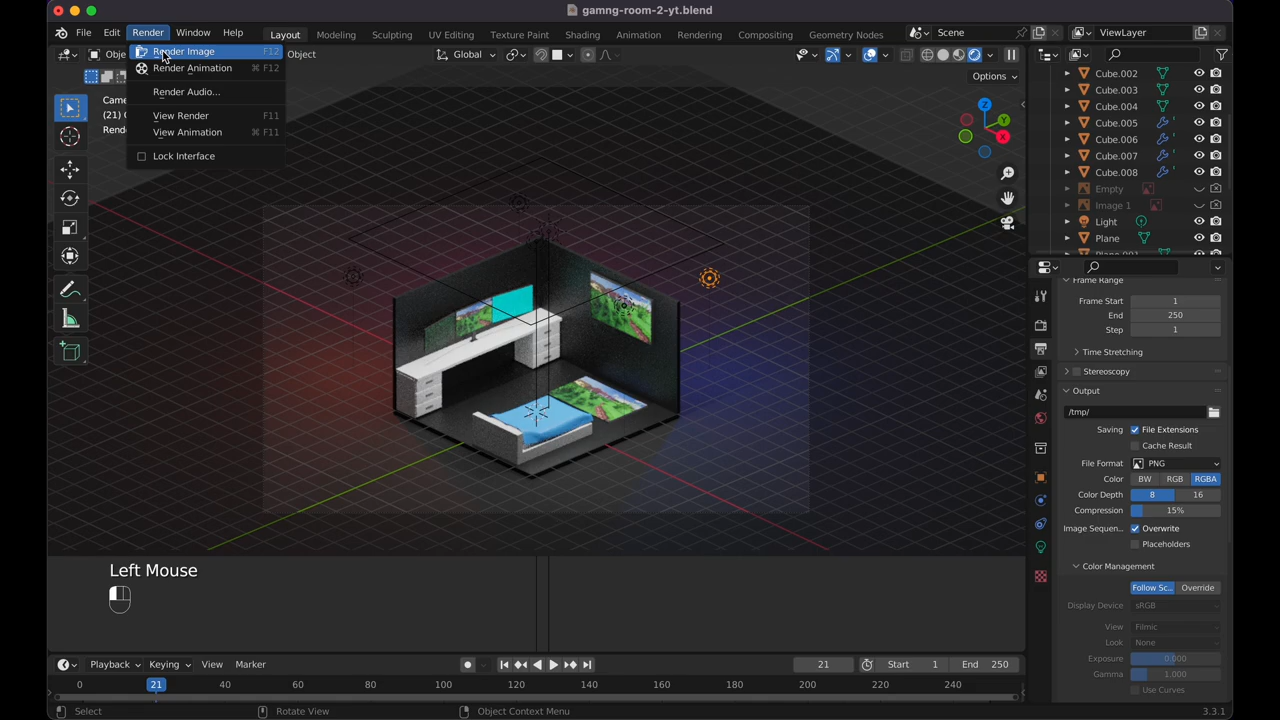 gamng-room-2-yt.blend
File Edit Render Window Help Layout Modeling Sculpting UV Editing Texture Paint Shading Animation Rendering Compositing Geometry Nodes Scene ViewLayer
Object Global
Render Image F12
Render Animation ⌘ F12
Render Audio...
View Render F11
View Animation ⌘ F11
Lock Interface
Options
Z
Y
X
Cube.002
Cube.003
Cube.004
Cube.005
Cube.006
Cube.007
Cube.008
Empty
Image 1
Light
Plane
Plane.001
Frame Range
Frame Start 1
End 250
Step 1
Time Stretching
Stereoscopy
Output
/tmp/
Saving File Extensions
Cache Result
File Format PNG
Color BW RGB RGBA
Color Depth 8 16
Compression 15%
Image Sequen... Overwrite
Placeholders
Color Management
Follow Sc... Override
Display Device sRGB
View Filmic
Look None
Exposure 0.000
Gamma 1.000
Use Curves
Left Mouse
Playback Keying View Marker 21 Start 1 End 250
0 21 40 60 80 100 120 140 160 180 200 220 240
Select Rotate View Object Context Menu 3.3.1